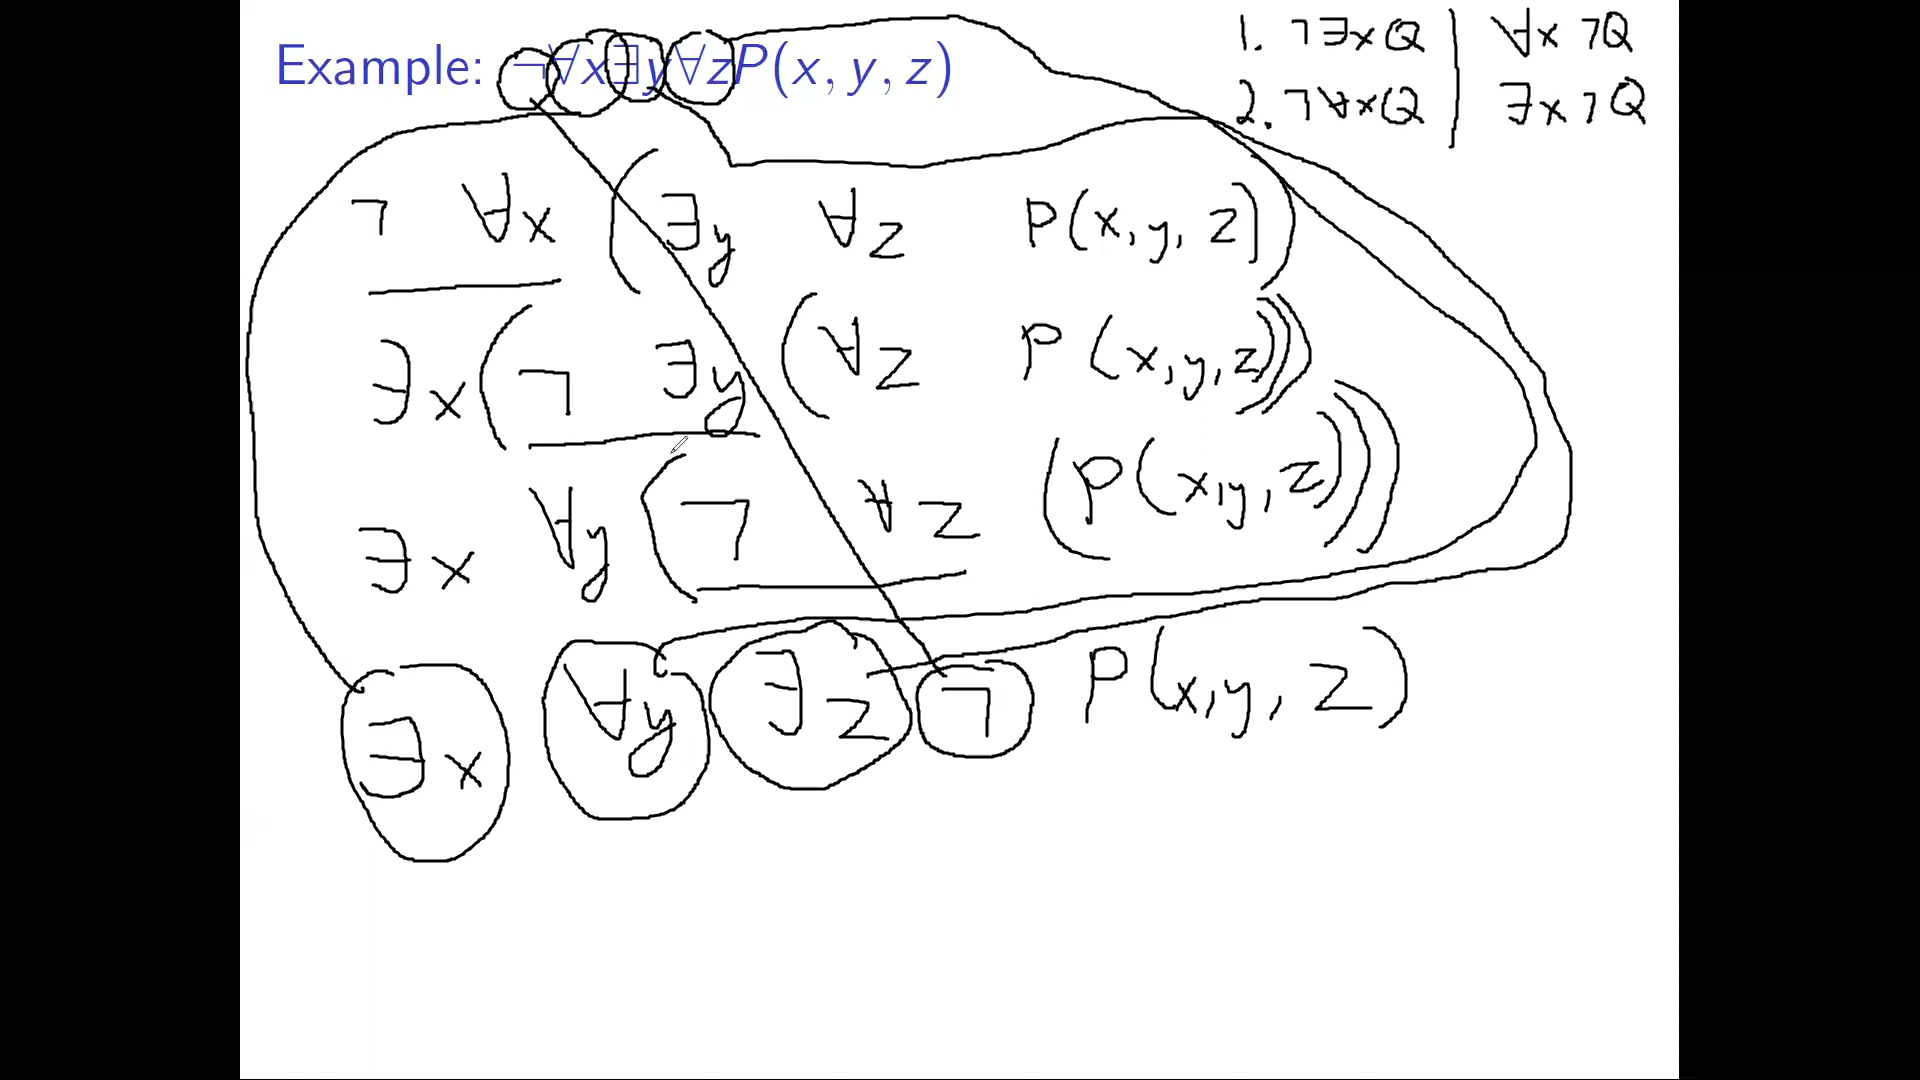 Example: ¬∀x∃y∀zP(x, y, z)
1. ¬∃xQ | ∀x ¬Q
2. ¬∀xQ | ∃x ¬Q
¬ ∀x (∃y ∀z P(x, y, z))
∃x (¬ ∃y (∀z P(x, y, z)))
∃x ∀y (¬ ∀z (P(x, y, z)))
∃x ∀y ∃z ¬ P(x, y, z)